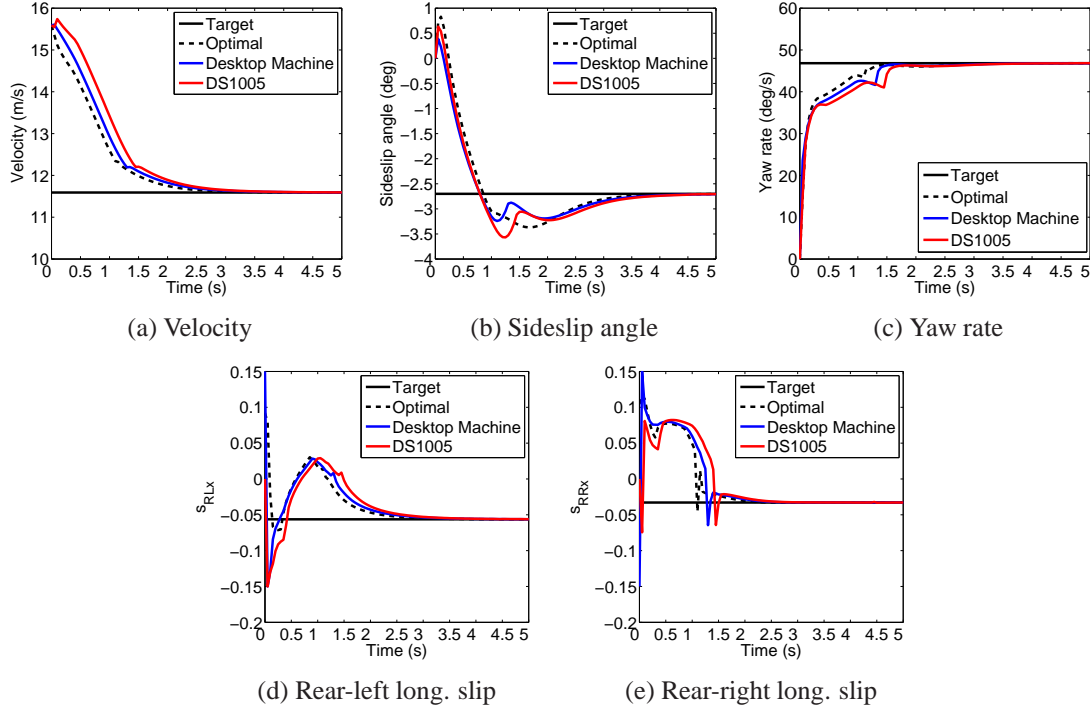 16
15
14
13
12
11
10
Velocity (m/s)
0 0.5 1 1.5 2 2.5 3 3.5 4 4.5 5
Time (s)
Target
Optimal
Desktop Machine
DS1005
(a) Velocity
1
0.5
0
−0.5
−1
−1.5
−2
−2.5
−3
−3.5
−4
Sideslip angle (deg)
0 0.5 1 1.5 2 2.5 3 3.5 4 4.5 5
Time (s)
Target
Optimal
Desktop Machine
DS1005
(b) Sideslip angle
60
50
40
30
20
10
0
Yaw rate (deg/s)
0 0.5 1 1.5 2 2.5 3 3.5 4 4.5 5
Time (s)
Target
Optimal
Desktop Machine
DS1005
(c) Yaw rate
0.15
0.1
0.05
0
−0.05
−0.1
−0.15
−0.2
sRLx
0 0.5 1 1.5 2 2.5 3 3.5 4 4.5 5
Time (s)
Target
Optimal
Desktop Machine
DS1005
(d) Rear-left long. slip
0.15
0.1
0.05
0
−0.05
−0.1
−0.15
−0.2
sRRx
0 0.5 1 1.5 2 2.5 3 3.5 4 4.5 5
Time (s)
Target
Optimal
Desktop Machine
DS1005
(e) Rear-right long. slip